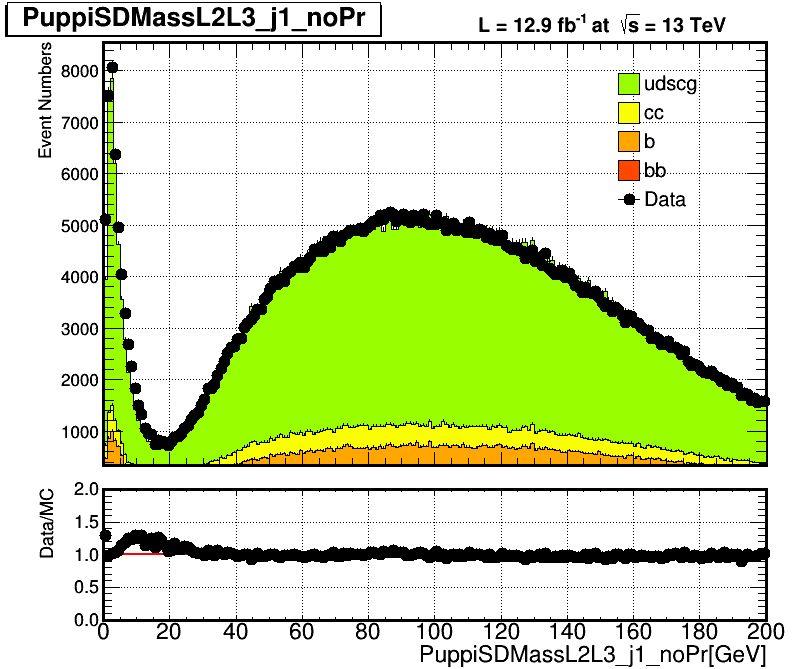 PuppiSDMassL2L3_j1_noPr
L = 12.9 fb-1 at √s = 13 TeV
Event Numbers
8000
7000
6000
5000
4000
3000
2000
1000
udscg
cc
b
bb
Data
Data/MC
2.0
1.5
1.0
0.5
0.0
0 20 40 60 80 100 120 140 160 180 200
PuppiSDMassL2L3_j1_noPr[GeV]